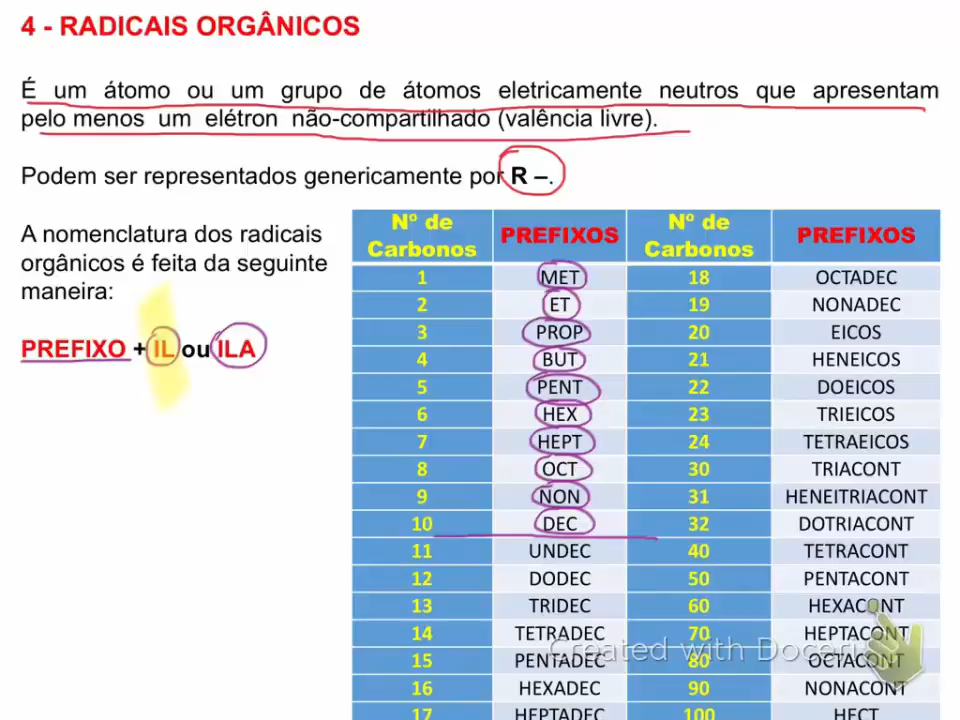 4 - RADICAIS ORGÂNICOS
É um átomo ou um grupo de átomos eletricamente neutros que apresentam
pelo menos um elétron não-compartilhado (valência livre).
Podem ser representados genericamente por R –.
A nomenclatura dos radicais
orgânicos é feita da seguinte
maneira:
PREFIXO + IL ou ILA
Nº de Carbonos PREFIXOS Nº de Carbonos PREFIXOS
1 MET 18 OCTADEC
2 ET 19 NONADEC
3 PROP 20 EICOS
4 BUT 21 HENEICOS
5 PENT 22 DOEICOS
6 HEX 23 TRIEICOS
7 HEPT 24 TETRAEICOS
8 OCT 30 TRIACONT
9 NON 31 HENEITRIACONT
10 DEC 32 DOTRIACONT
11 UNDEC 40 TETRACONT
12 DODEC 50 PENTACONT
13 TRIDEC 60 HEXACONT
14 TETRADEC 70 HEPTACONT
15 PENTADEC 80 OCTACONT
16 HEXADEC 90 NONACONT
17 HEPTADEC 100 HECT
Created with Doceri